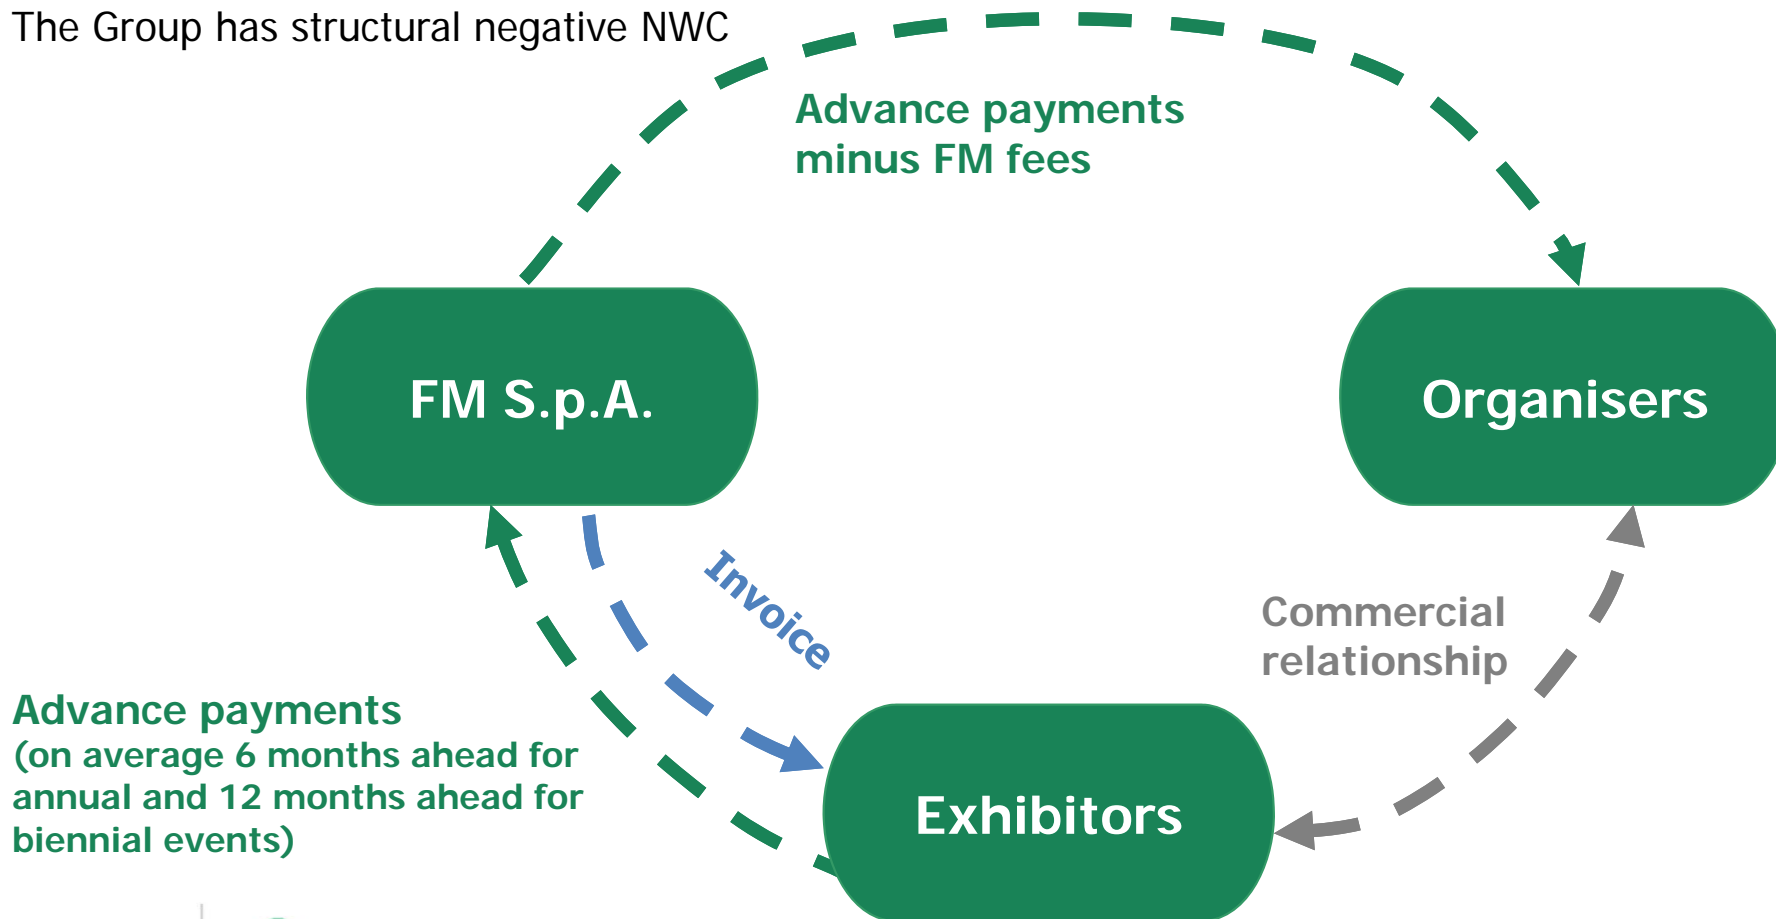 The Group has structural negative NWC
Advance payments
minus FM fees
FM S.p.A.
Organisers
Invoice
Commercial
relationship
Advance payments
(on average 6 months ahead for
annual and 12 months ahead for
biennial events)
Exhibitors